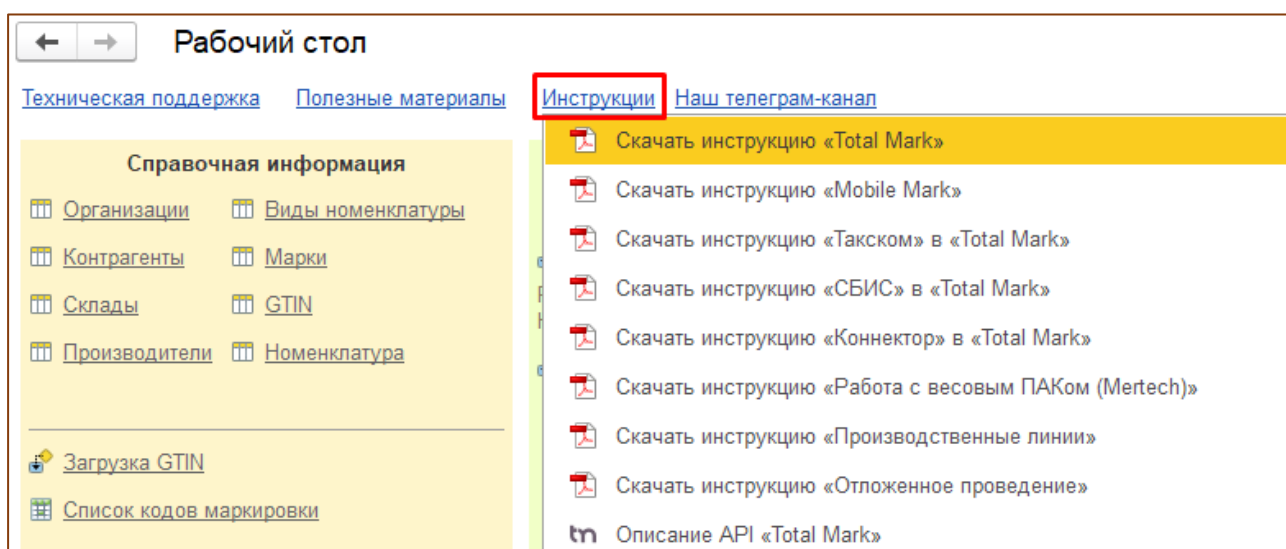 Рабочий стол
Техническая поддержка Полезные материалы Инструкции Наш телеграм-канал
Справочная информация
Организации Виды номенклатуры
Контрагенты Марки
Склады GTIN
Производители Номенклатура
Загрузка GTIN
Список кодов маркировки
Скачать инструкцию «Total Mark»
Скачать инструкцию «Mobile Mark»
Скачать инструкцию «Такском» в «Total Mark»
Скачать инструкцию «СБИС» в «Total Mark»
Скачать инструкцию «Коннектор» в «Total Mark»
Скачать инструкцию «Работа с весовым ПАКом (Mertech)»
Скачать инструкцию «Производственные линии»
Скачать инструкцию «Отложенное проведение»
Описание API «Total Mark»